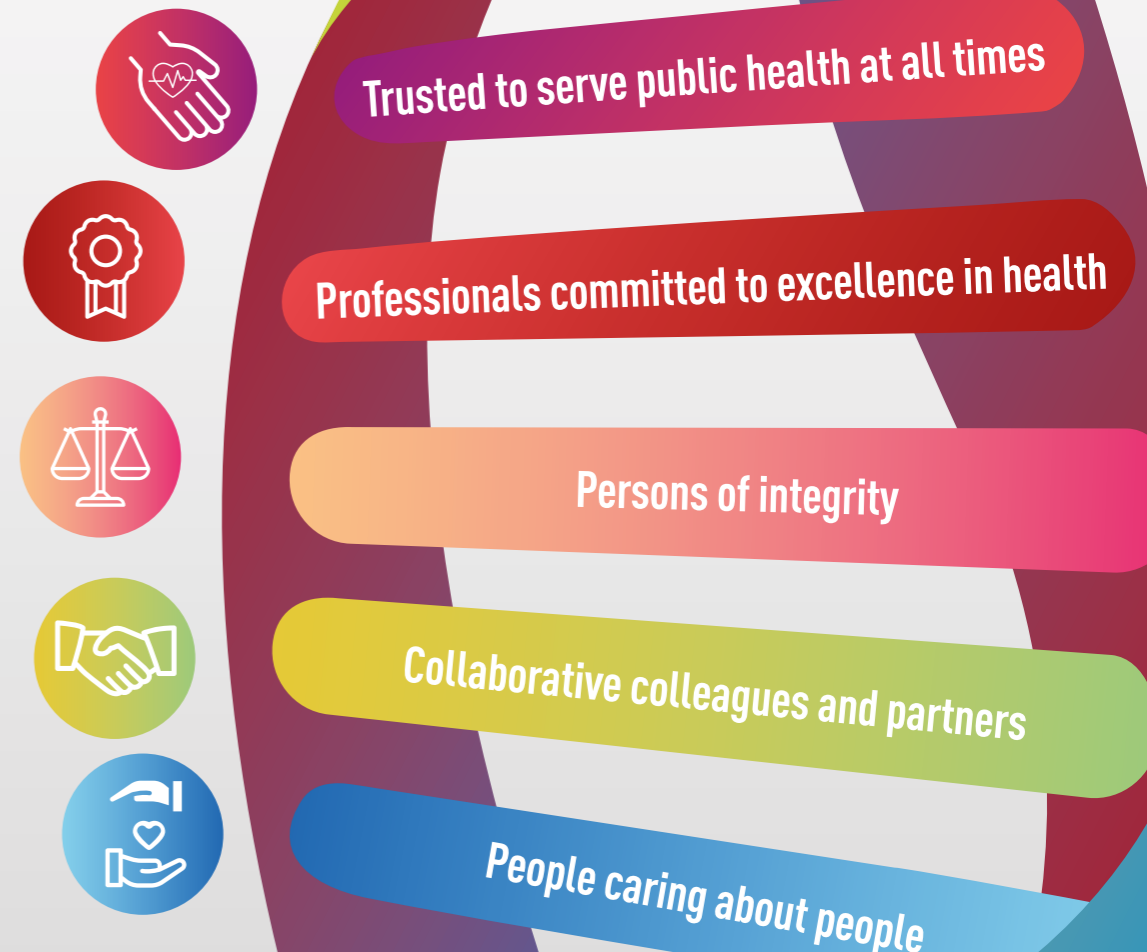 Trusted to serve public health at all times
Professionals committed to excellence in health
Persons of integrity
Collaborative colleagues and partners
People caring about people